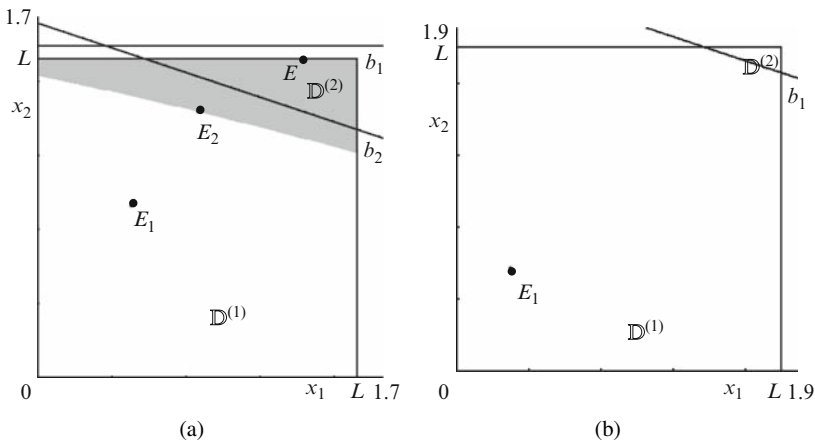 1.7
L
x₂
E
b₁
𝔻⁽²⁾
E₂
b₂
E₁
𝔻⁽¹⁾
0
x₁
L 1.7
(a)
1.9
L
𝔻⁽²⁾
b₁
x₂
E₁
𝔻⁽¹⁾
0
x₁
L 1.9
(b)